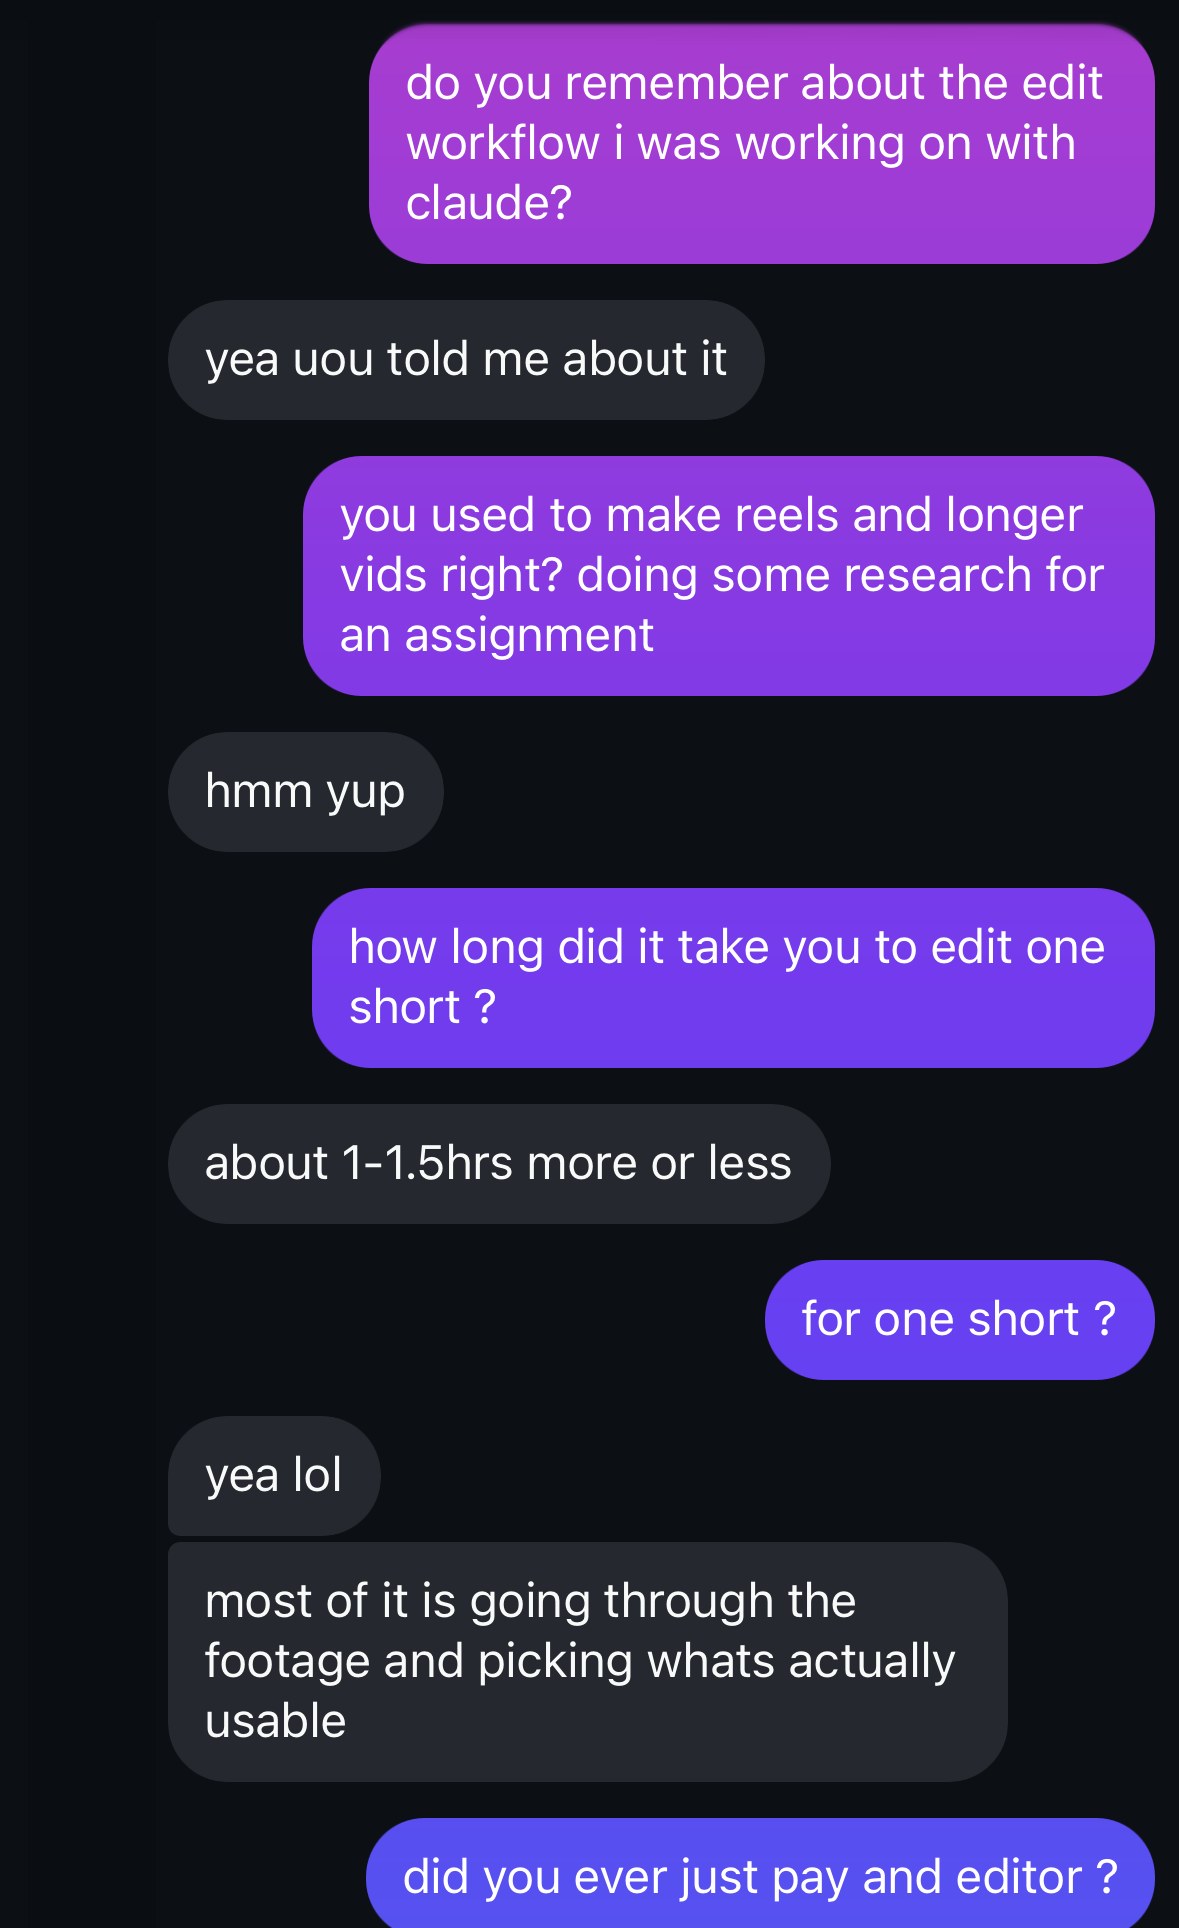 do you remember about the edit
workflow i was working on with
claude?
yea uou told me about it
you used to make reels and longer
vids right? doing some research for
an assignment
hmm yup
how long did it take you to edit one
short ?
about 1-1.5hrs more or less
for one short ?
yea lol
most of it is going through the
footage and picking whats actually
usable
did you ever just pay and editor ?